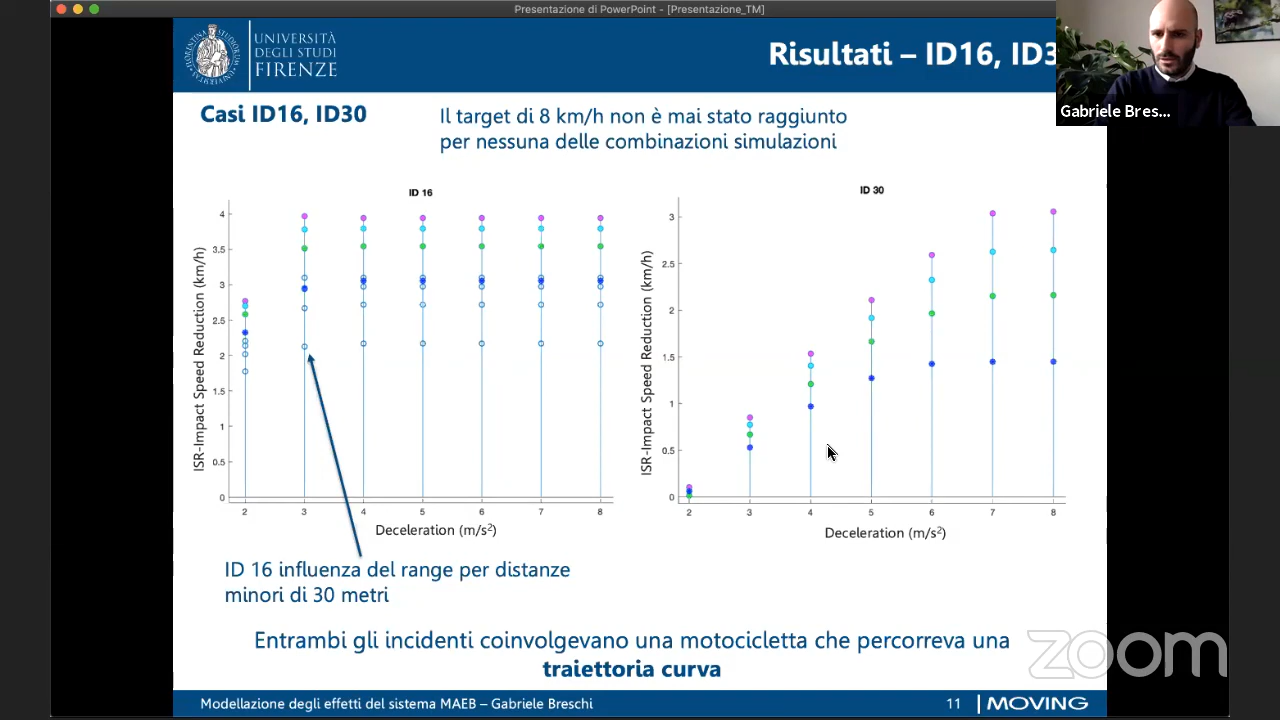 Presentazione di PowerPoint - [Presentazione_TM]
UNIVERSITÀ
DEGLI STUDI
FIRENZE
Risultati – ID16, ID3
Gabriele Bres...
Casi ID16, ID30
Il target di 8 km/h non è mai stato raggiunto
per nessuna delle combinazioni simulazioni
ID 16
ISR-Impact Speed Reduction (km/h)
4
3.5
3
2.5
2
1.5
1
0.5
0
2 3 4 5 6 7 8
Deceleration (m/s²)
ID 30
ISR-Impact Speed Reduction (km/h)
3
2.5
2
1.5
1
0.5
0
2 3 4 5 6 7 8
Deceleration (m/s²)
ID 16 influenza del range per distanze
minori di 30 metri
Entrambi gli incidenti coinvolgevano una motocicletta che percorreva una
traiettoria curva
zoom
Modellazione degli effetti del sistema MAEB – Gabriele Breschi
11
MOVING